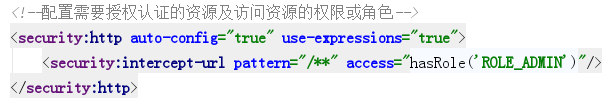 <!--配置需要授权认证的资源及访问资源的权限或角色-->
<security:http auto-config="true" use-expressions="true">
    <security:intercept-url pattern="/**" access="hasRole('ROLE_ADMIN')"/>
</security:http>